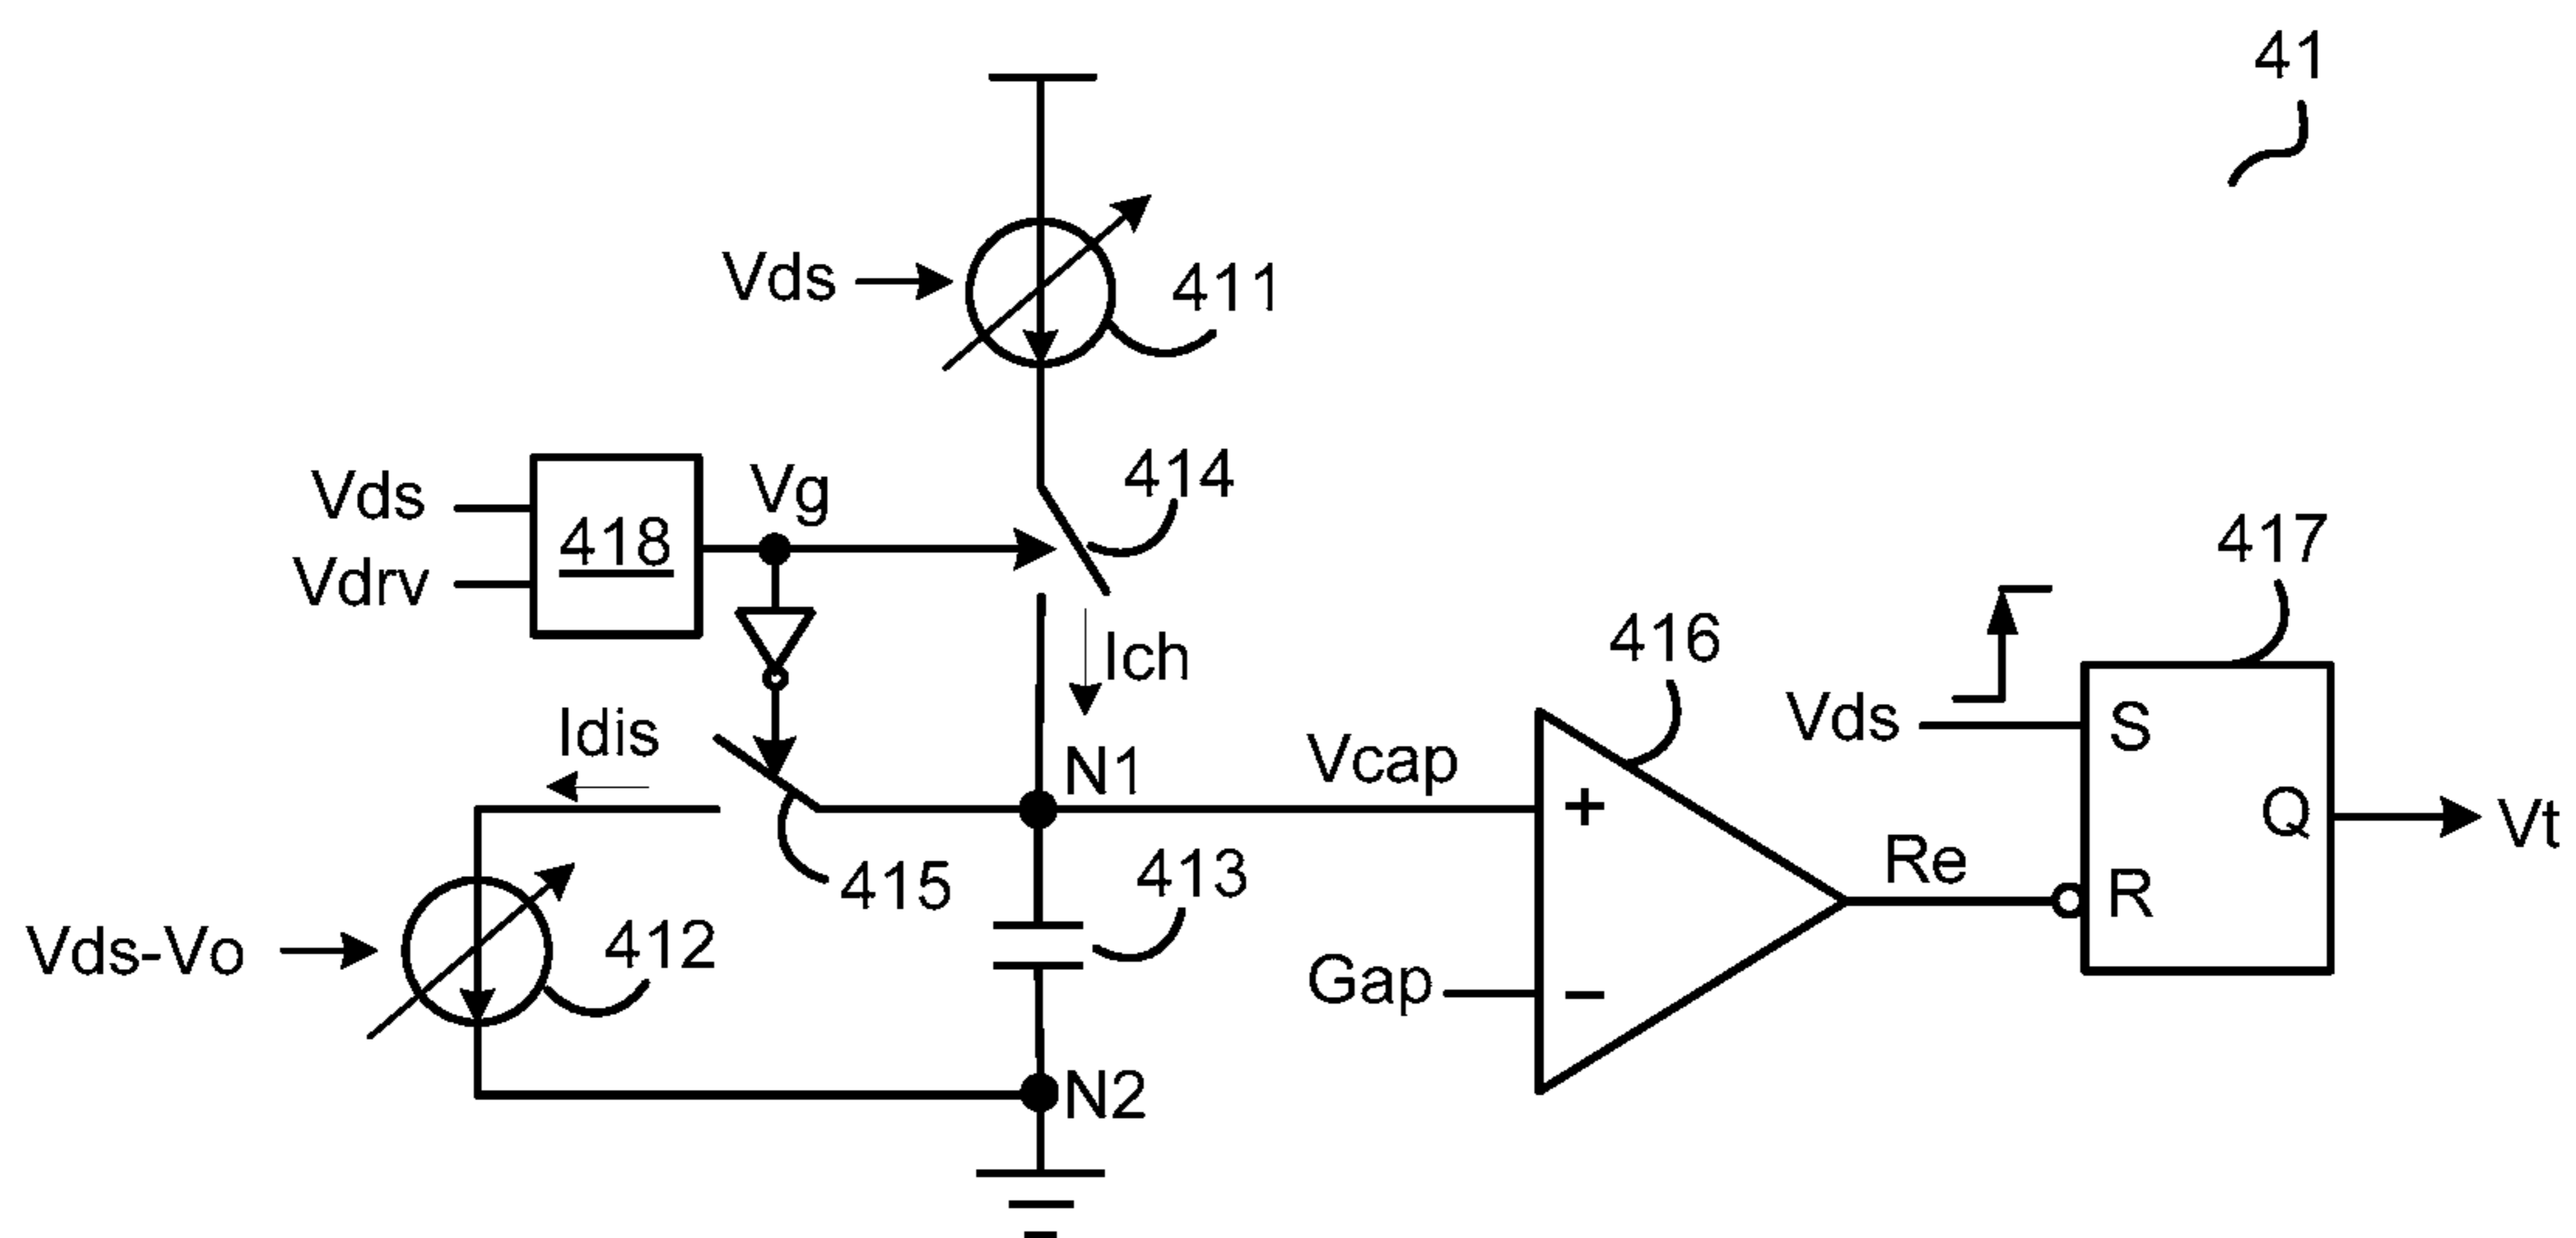 41
Vds
411
Vds
Vdrv
418
Vg
414
Ich
417
416
Idis
N1
Vcap
Vds
S
Q
Vt
415
413
Re
R
Vds-Vo
412
Gap
+
−
N2